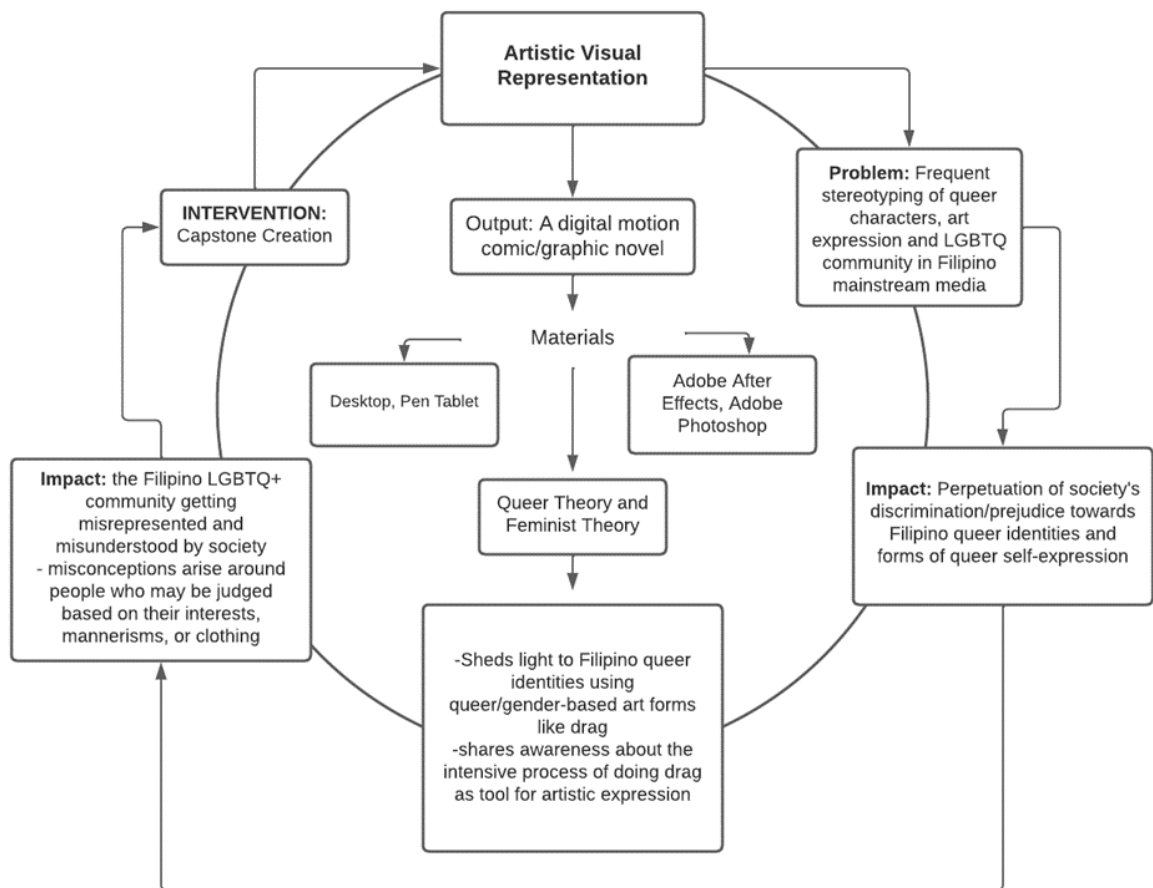 Artistic Visual
Representation
INTERVENTION:
Capstone Creation
Output: A digital motion
comic/graphic novel
Problem: Frequent
stereotyping of queer
characters, art
expression and LGBTQ
community in Filipino
mainstream media
Materials
Desktop, Pen Tablet
Adobe After
Effects, Adobe
Photoshop
Impact: the Filipino LGBTQ+
community getting
misrepresented and
misunderstood by society
- misconceptions arise around
people who may be judged
based on their interests,
mannerisms, or clothing
Queer Theory and
Feminist Theory
Impact: Perpetuation of society's
discrimination/prejudice towards
Filipino queer identities and
forms of queer self-expression
-Sheds light to Filipino queer
identities using
queer/gender-based art forms
like drag
-shares awareness about the
intensive process of doing drag
as tool for artistic expression